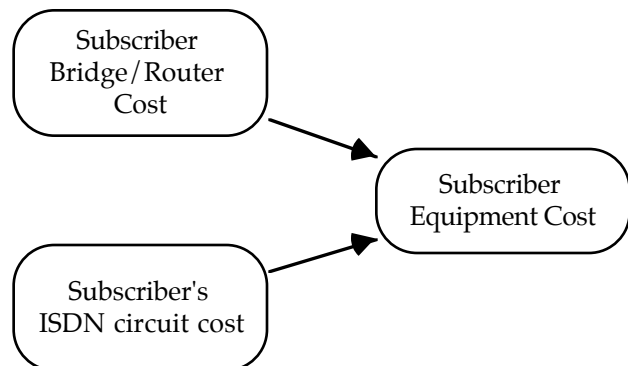 Subscriber
Bridge/Router
Cost
Subscriber
Equipment Cost
Subscriber's
ISDN circuit cost